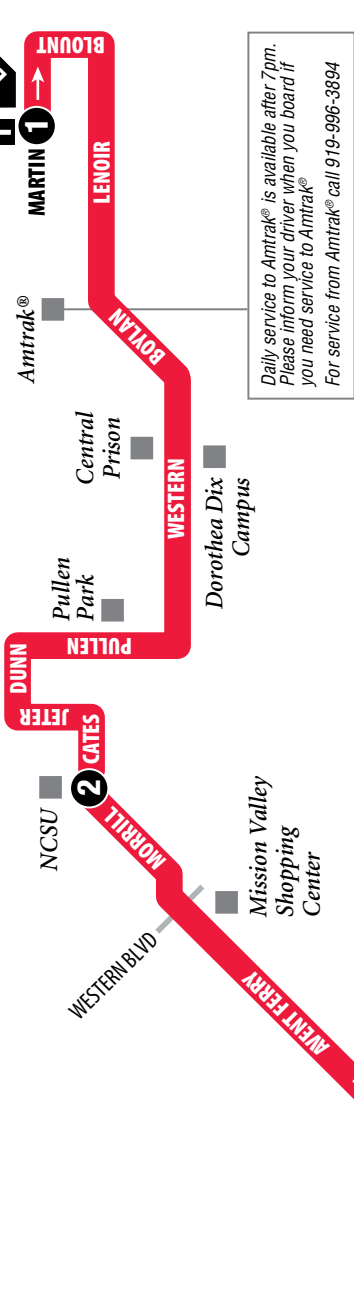 BLOUNT
MARTIN 1
LENOIR
Amtrak®
BOYLAN
Central
Prison
WESTERN
Dorothea Dix
Campus
Pullen
Park
PULLEN
DUNN
JETER
CATES
2
NCSU
MORRILL
WESTERN BLVD
Mission Valley
Shopping
Center
AVENT FERRY
Daily service to Amtrak® is available after 7pm.
Please inform your driver when you board if
you need service to Amtrak®
For service from Amtrak® call 919-996-3894